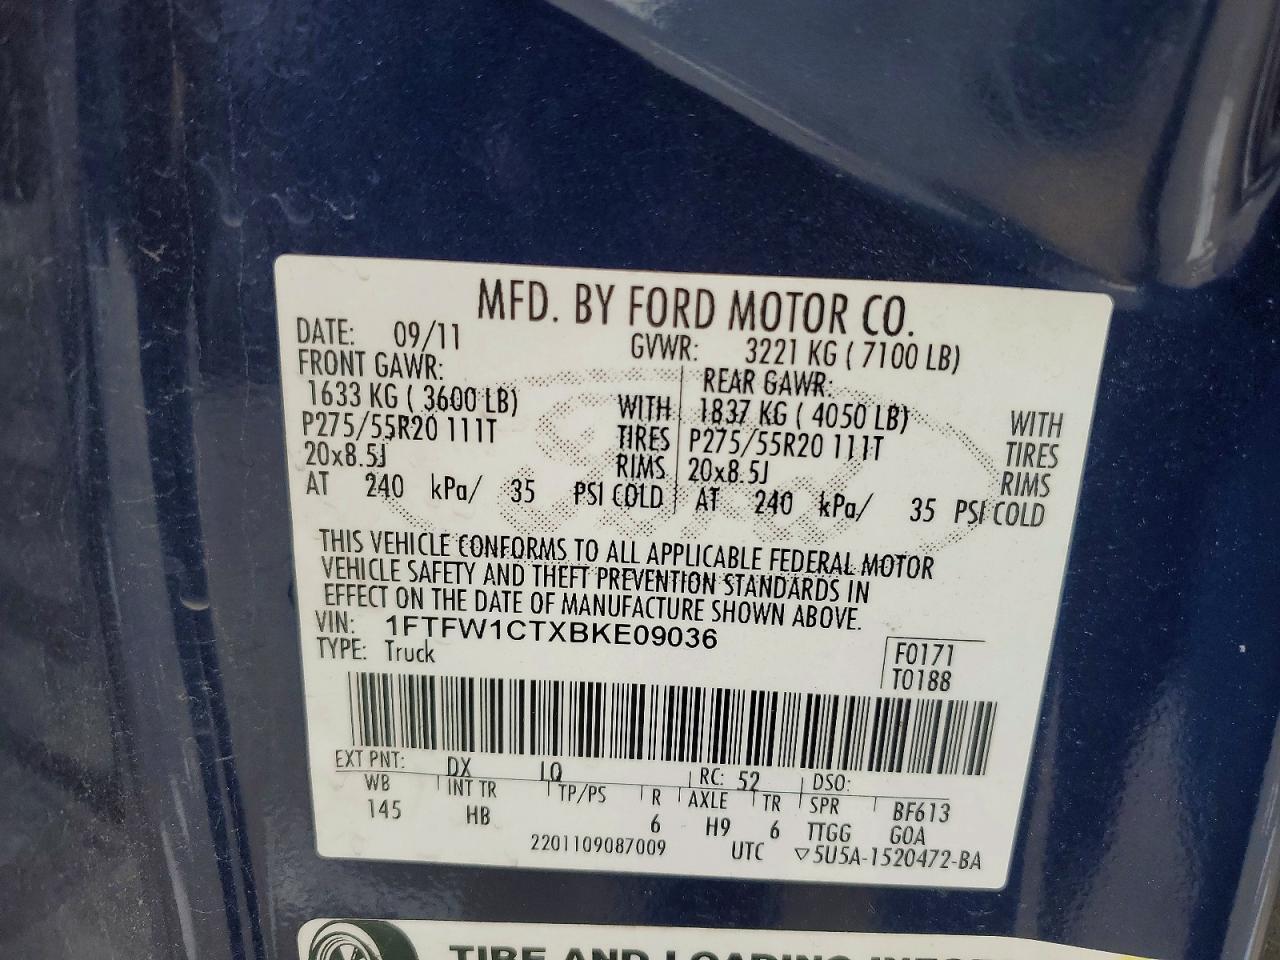 MFD. BY FORD MOTOR CO.
DATE: 09/11 GVWR: 3221 KG ( 7100 LB)
FRONT GAWR: REAR GAWR:
1633 KG ( 3600 LB) WITH 1837 KG ( 4050 LB) WITH
P275/55R20 111T TIRES P275/55R20 111T TIRES
20x8.5J RIMS 20x8.5J RIMS
AT 240 kPa/ 35 PSI COLD AT 240 kPa/ 35 PSI COLD
THIS VEHICLE CONFORMS TO ALL APPLICABLE FEDERAL MOTOR
VEHICLE SAFETY AND THEFT PREVENTION STANDARDS IN
EFFECT ON THE DATE OF MANUFACTURE SHOWN ABOVE.
VIN: 1FTFW1CTXBKE09036
TYPE: Truck
F0171
T0188
EXT PNT: DX LQ RC: 52 DSO:
WB INT TR TP/PS R AXLE TR SPR BF613
145 HB 6 H9 6 TTGG GOA
2201109087009 UTC ▽5U5A-1520472-BA
TIRE AND LOADING